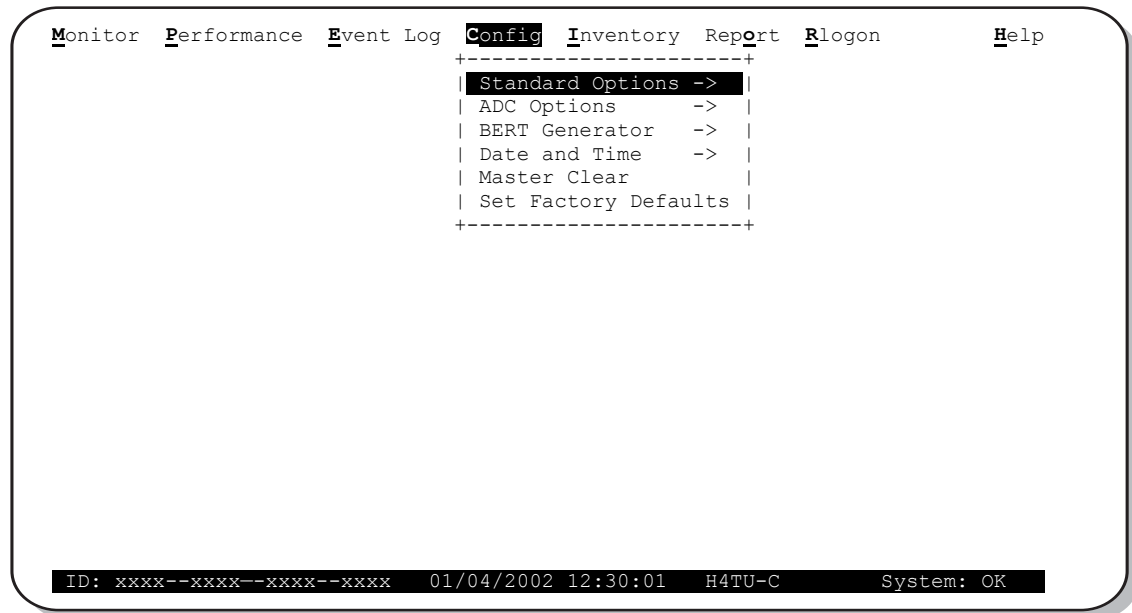 Monitor Performance Event Log Config Inventory Report Rlogon Help
+----------------------+
| Standard Options -> |
| ADC Options -> |
| BERT Generator -> |
| Date and Time -> |
| Master Clear |
| Set Factory Defaults |
+----------------------+
ID: xxxx--xxxx—-xxxx--xxxx 01/04/2002 12:30:01 H4TU-C System: OK